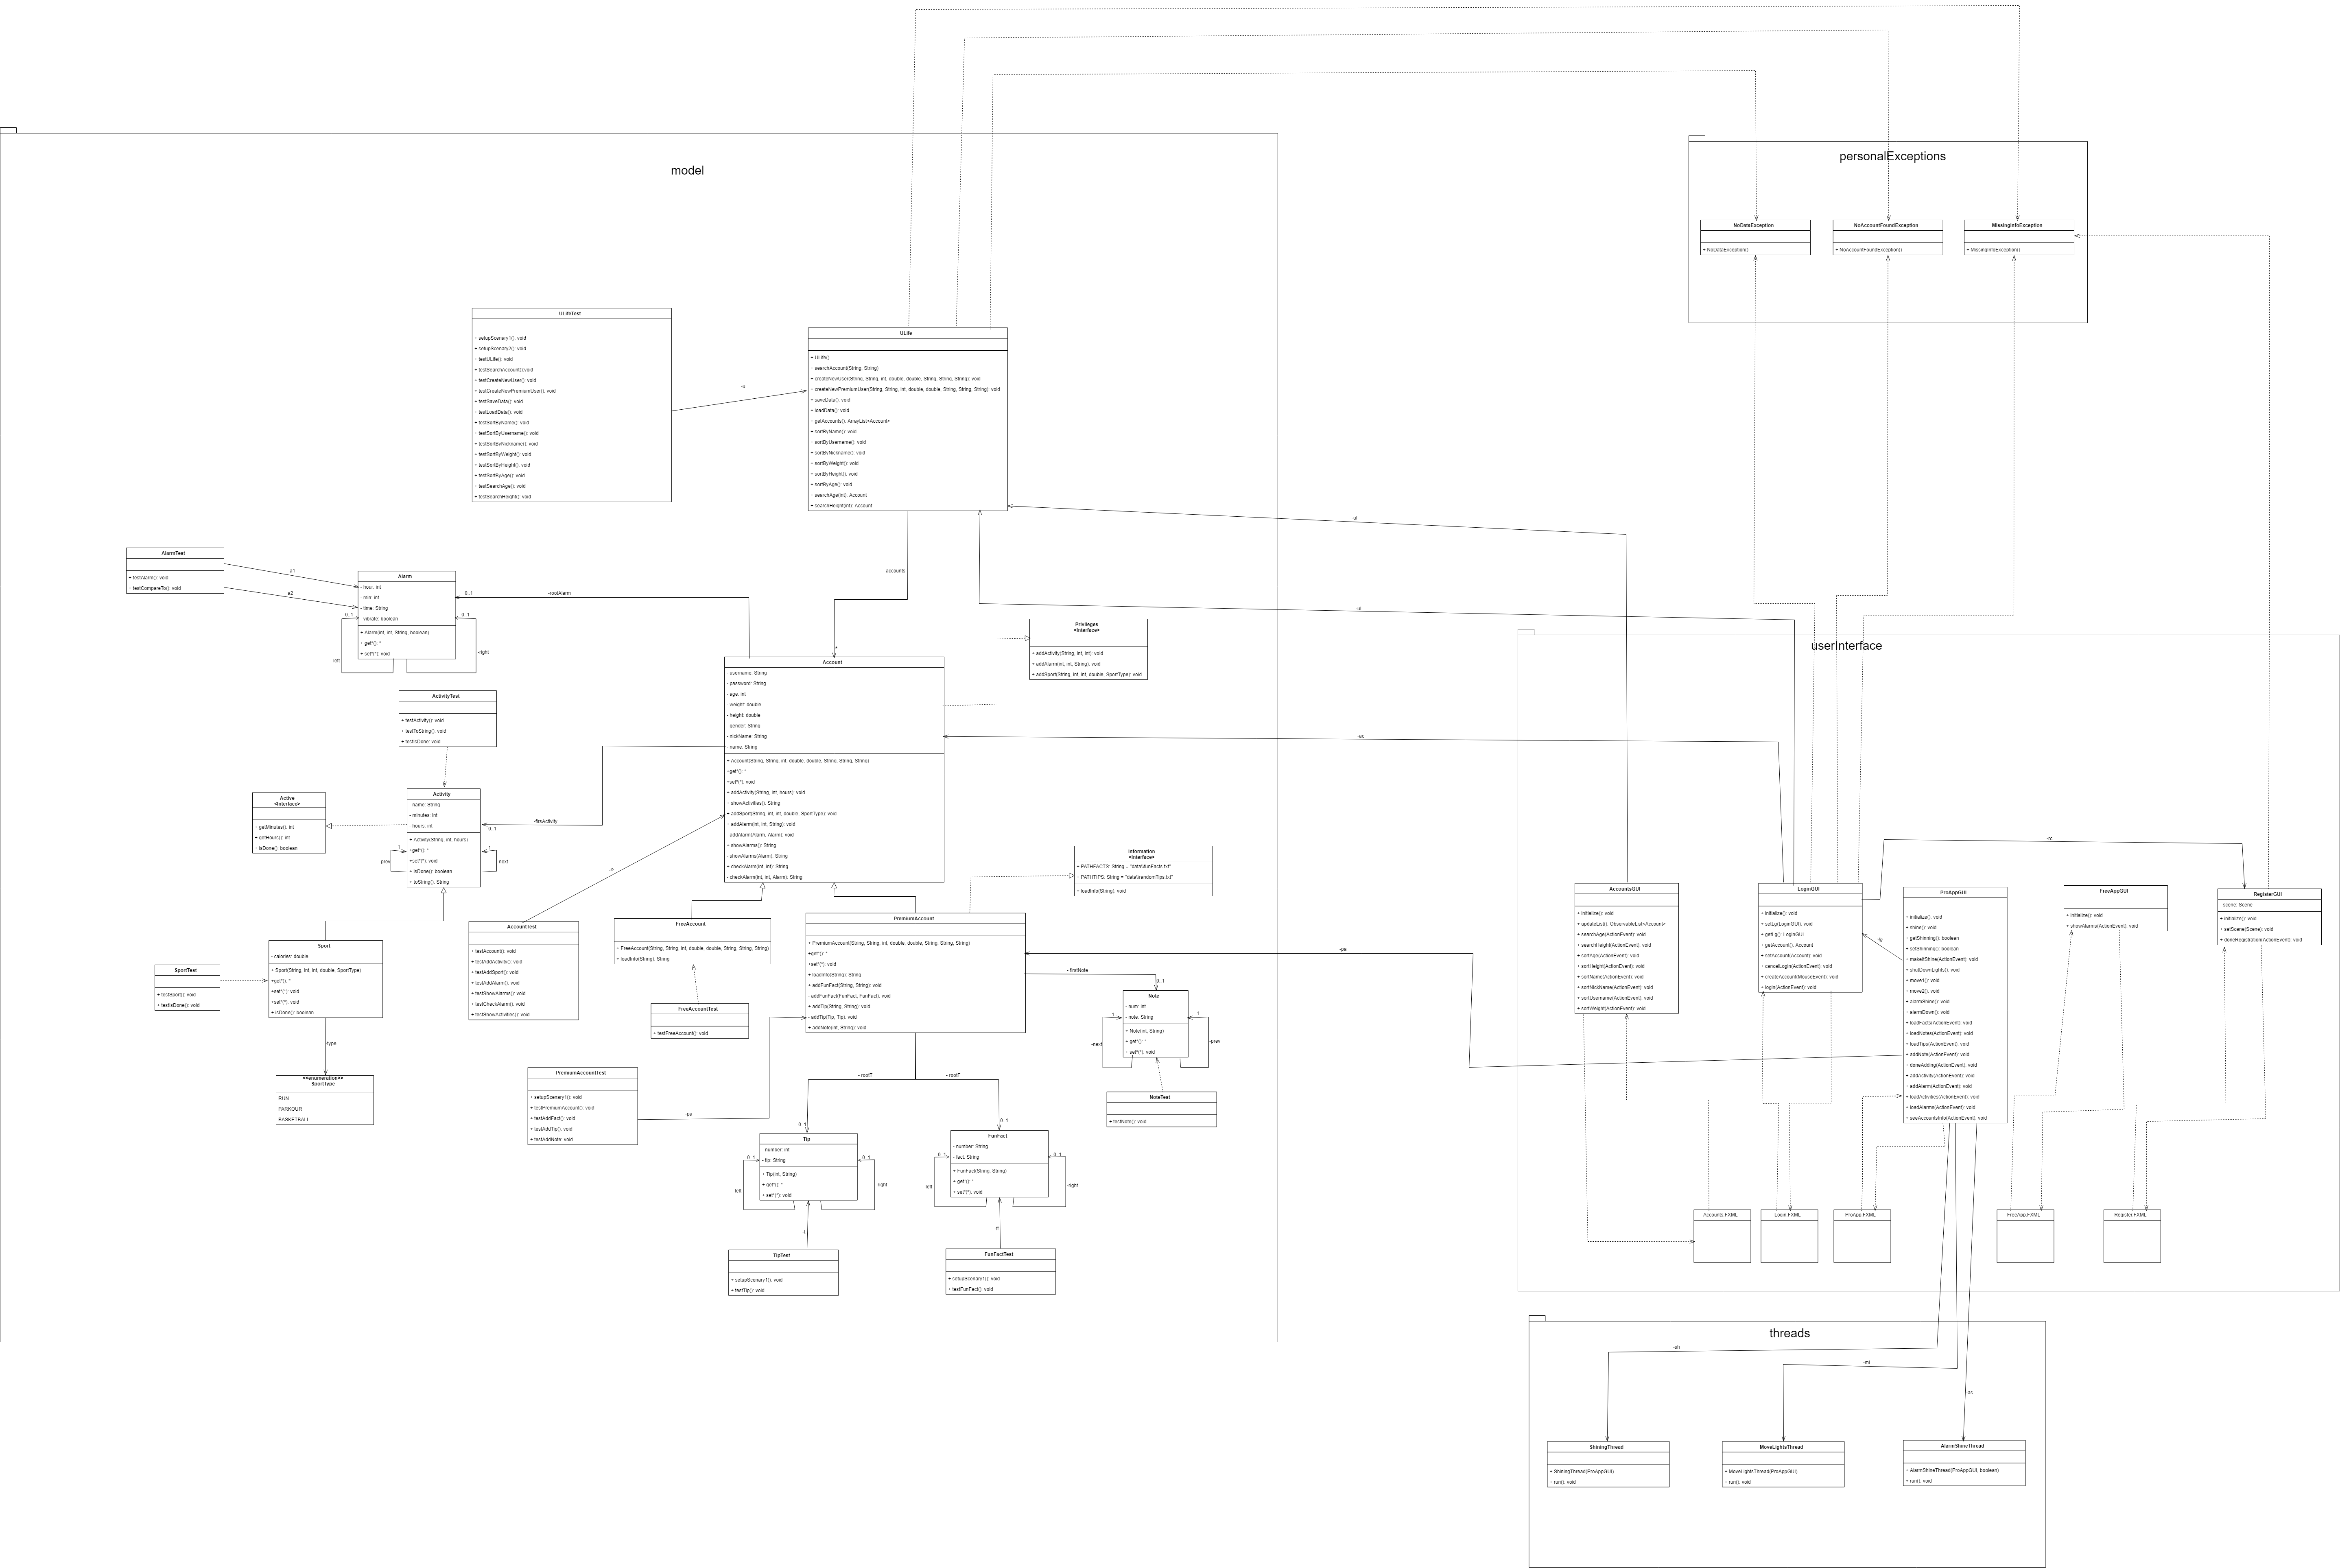 model
personalExceptions
NoDataException
+ NoDataException()
NoAccountFoundException
+ NoAccountFoundException()
MissingInfoException
+ MissingInfoException()
ULifeTest
+ setupScenary1(): void
+ setupScenary2(): void
+ testULife(): void
+ testSearchAccount():void
+ testCreateNewUser(): void
+ testCreateNewPremiumUser(): void
+ testSaveData(): void
+ testLoadData(): void
+ testSortByName(): void
+ testSortByUsername(): void
+ testSortByNickname(): void
+ testSortByWeight(): void
+ testSortByHeight(): void
+ testSortByAge(): void
+ testSearchAge(): void
+ testSearchHeight(): void
-u
ULife
+ ULife()
+ searchAccount(String, String)
+ createNewUser(String, String, int, double, double, String, String, String): void
+ createNewPremiumUser(String, String, int, double, double, String, String, String): void
+ saveData(): void
+ loadData(): void
+ getAccounts(): ArrayList<Account>
+ sortByName(): void
+ sortByUsername(): void
+ sortByNickname(): void
+ sortByWeight(): void
+ sortByHeight(): void
+ sortByAge(): void
+ searchAge(int): Account
+ searchHeight(int): Account
-ul
-accounts
*
-ul
AlarmTest
+ testAlarm(): void
+ testCompareTo(): void
a1
a2
Alarm
- hour: int
- min: int
- time: String
- vibrate: boolean
+ Alarm(int, int, String, boolean)
+ get*(): *
+ set*(*): void
0..1
-left
0..1
-right
0..1
-rootAlarm
Privileges
<Interface>
+ addActivity(String, int, int): void
+ addAlarm(int, int, String): void
+ addSport(String, int, int, double, SportType): void
Account
- username: String
- password: String
- age: int
- weight: double
- height: double
- gender: String
- nickName: String
- name: String
+ Account(String, String, int, double, double, String, String, String)
+get*(): *
+set*(*): void
+ addActivity(String, int, hours): void
+ showActivities(): String
+ addSport(String, int, int, double, SportType): void
+ addAlarm(int, int, String): void
- addAlarm(Alarm, Alarm): void
+ showAlarms(): String
- showAlarms(Alarm): String
+ checkAlarm(int, int): String
- checkAlarm(int, int, Alarm): String
-ac
ActivityTest
+ testActivity(): void
+ testToString(): void
+ testIsDone: void
Active
<Interface>
+ getMinutes(): int
+ getHours(): int
+ isDone(): boolean
Activity
- name: String
- minutes: int
- hours: int
+ Activity(String, int, hours)
+get*(): *
+set*(*): void
+ isDone(): boolean
+ toString(): String
1
-prev
1
-next
0..1
-firsActivity
-a
Information
<Interface>
+ PATHFACTS: String = "data\funFacts.txt"
+ PATHTIPS: String = "data\randomTips.txt"
+ loadInfo(String): void
Sport
- calories: double
+ Sport(String, int, int, double, SportType)
+get*(): *
+set*(*): void
+set*(*): void
+ isDone(): boolean
SportTest
+ testSport(): void
+ testIsDone(): void
-type
<<enumeration>>
SportType
RUN
PARKOUR
BASKETBALL
AccountTest
+ testAccount(): void
+ testAddActivity(): void
+ testAddSport(): void
+ testAddAlarm(): void
+ testShowAlarms(): void
+ testCheckAlarm(): void
+ testShowActivities(): void
FreeAccount
+ FreeAccount(String, String, int, double, double, String, String, String)
+ loadInfo(String): String
FreeAccountTest
+ testFreeAccount(): void
PremiumAccount
+ PremiumAccount(String, String, int, double, double, String, String, String)
+get*(): *
+set*(*): void
+ loadInfo(String): String
+ addFunFact(String, String): void
- addFunFact(FunFact, FunFact): void
+ addTip(String, String): void
- addTip(Tip, Tip): void
+ addNote(int, String): void
- firstNote
0..1
Note
- num: int
- note: String
+ Note(int, String)
+ get*(): *
+ set*(*): void
1
-next
1
-prev
NoteTest
+ testNote(): void
-pa
PremiumAccountTest
+ setupScenary1(): void
+ testPremiumAccount(): void
+ testAddFact(): void
+ testAddTip(): void
+ testAddNote: void
-pa
- rootT
- rootF
0..1
0..1
Tip
- number: int
- tip: String
+ Tip(int, String)
+ get*(): *
+ set*(*): void
0..1
-left
0..1
-right
FunFact
- number: String
- fact: String
+ FunFact(String, String)
+ get*(): *
+ set*(*): void
0..1
-left
0..1
-right
-t
-ff
TipTest
+ setupScenary1(): void
+ testTip(): void
FunFactTest
+ setupScenary1(): void
+ testFunFact(): void
userInterface
-rc
AccountsGUI
+ initialize(): void
+ updateList(): ObservableList<Account>
+ searchAge(ActionEvent): void
+ searchHeight(ActionEvent): void
+ sortAge(ActionEvent): void
+ sortHeight(ActionEvent): void
+ sortName(ActionEvent): void
+ sortNickName(ActionEvent): void
+ sortUsername(ActionEvent): void
+ sortWeight(ActionEvent): void
LoginGUI
+ initialize(): void
+ setLg(LoginGUI): void
+ getLg(): LoginGUI
+ getAccount(): Account
+ setAccount(Account): void
+ cancelLogin(ActionEvent): void
+ createAccount(MouseEvent): void
+ login(ActionEvent): void
-lg
ProAppGUI
+ initialize(): void
+ shine(): void
+ getShinning(): boolean
+ setShinning(): boolean
+ makeItShine(ActionEvent): void
+ shutDownLights(): void
+ move1(): void
+ move2(): void
+ alarmShine(): void
+ alarmDown(): void
+ loadFacts(ActionEvent): void
+ loadNotes(ActionEvent): void
+ loadTips(ActionEvent): void
+ addNote(ActionEvent): void
+ doneAdding(ActionEvent): void
+ addActivity(ActionEvent): void
+ addAlarm(ActionEvent): void
+ loadActivities(ActionEvent): void
+ loadAlarms(ActionEvent): void
+ seeAccountsInfo(ActionEvent): void
FreeAppGUI
+ initialize(): void
+ showAlarms(ActionEvent): void
RegisterGUI
- scene: Scene
+ initialize(): void
+ setScene(Scene): void
+ doneRegistration(ActionEvent): void
Accounts.FXML
Login.FXML
ProApp.FXML
FreeApp.FXML
Register.FXML
threads
-sh
-ml
-as
ShiningThread
+ ShiningThread(ProAppGUI)
+ run(): void
MoveLightsThread
+ MoveLightsThread(ProAppGUI)
+ run(): void
AlarmShineThread
+ AlarmShineThread(ProAppGUI, boolean)
+ run(): void